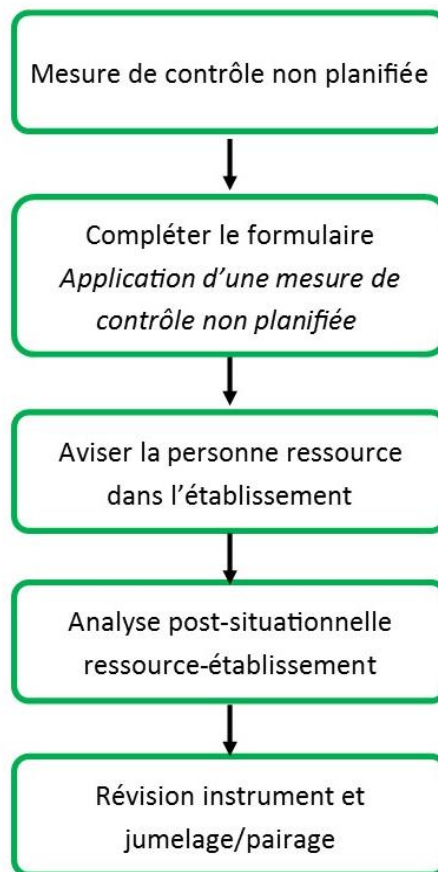 Mesure de contrôle non planifiée
Compléter le formulaire
Application d’une mesure de
contrôle non planifiée
Aviser la personne ressource
dans l’établissement
Analyse post-situationnelle
ressource-établissement
Révision instrument et
jumelage/pairage